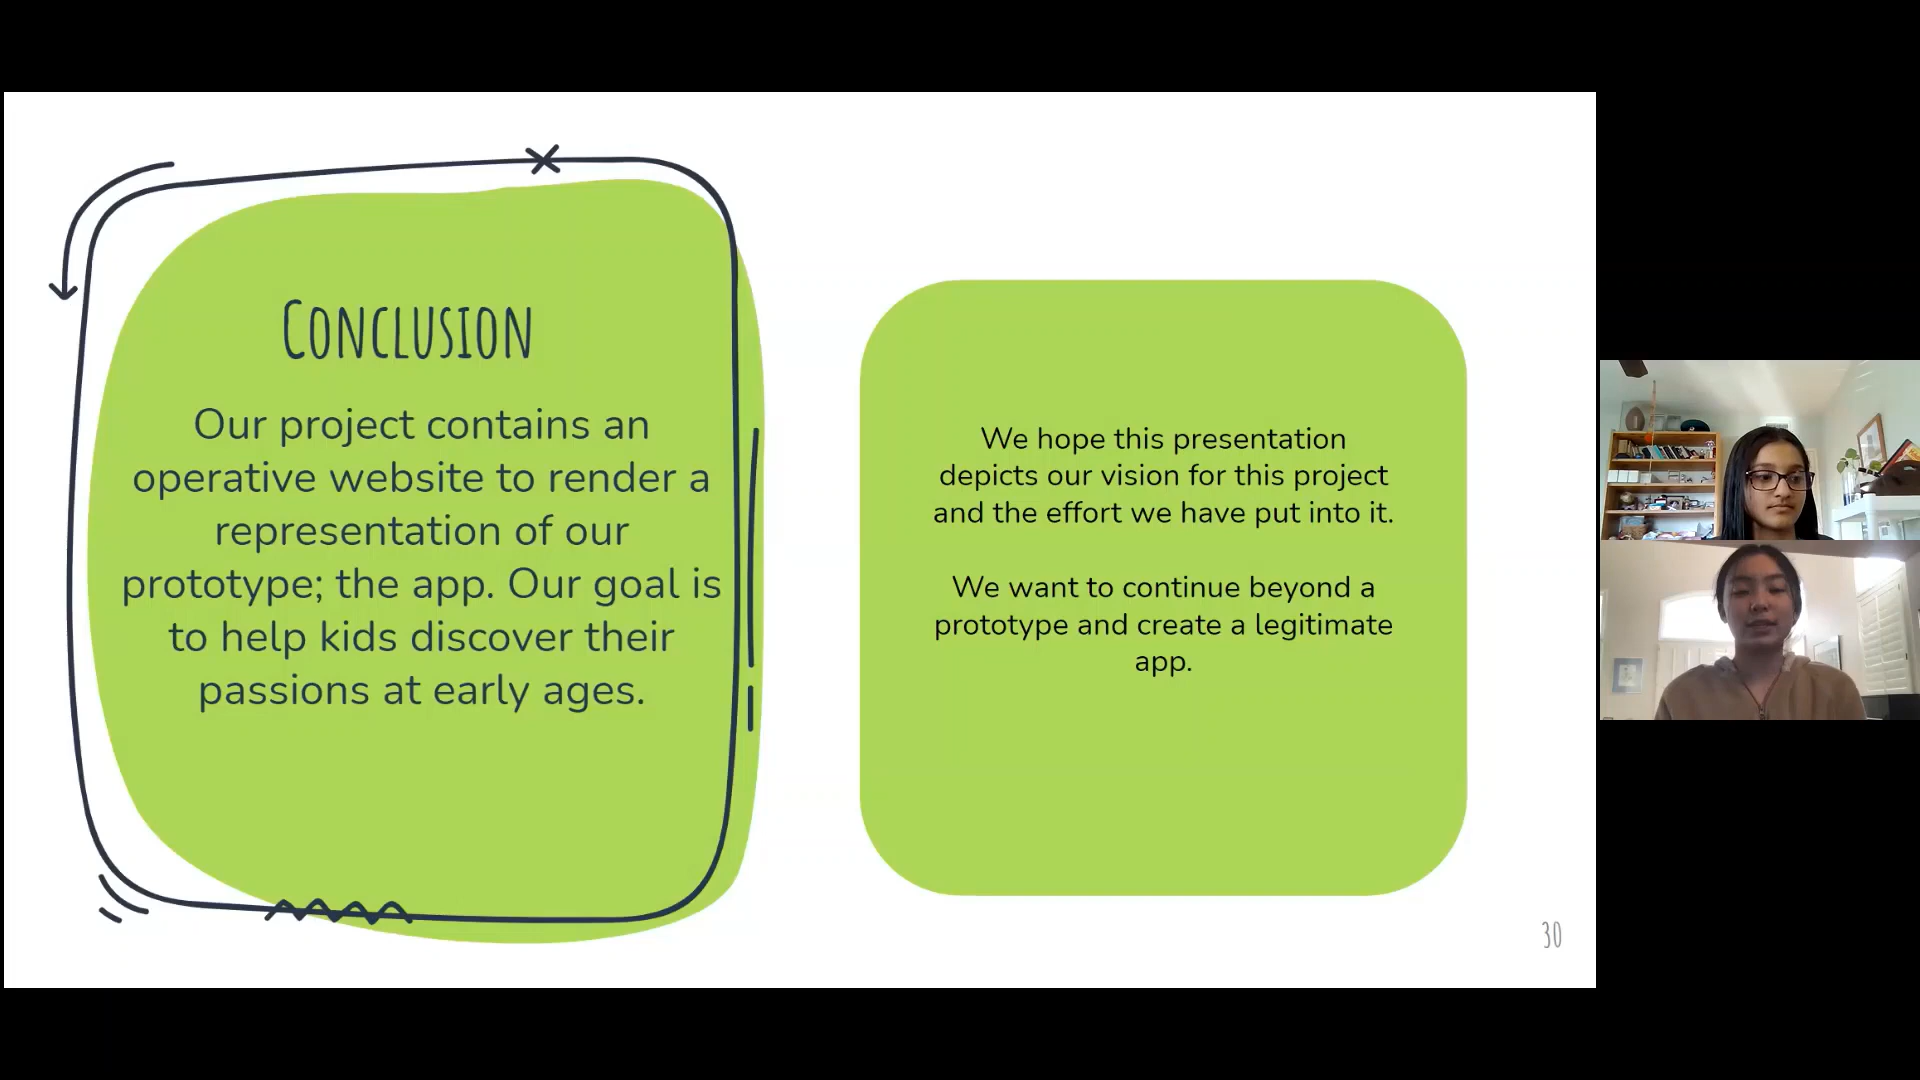 Conclusion
Our project contains an
operative website to render a
representation of our
prototype; the app. Our goal is
to help kids discover their
passions at early ages.
We hope this presentation
depicts our vision for this project
and the effort we have put into it.
We want to continue beyond a
prototype and create a legitimate
app.
30